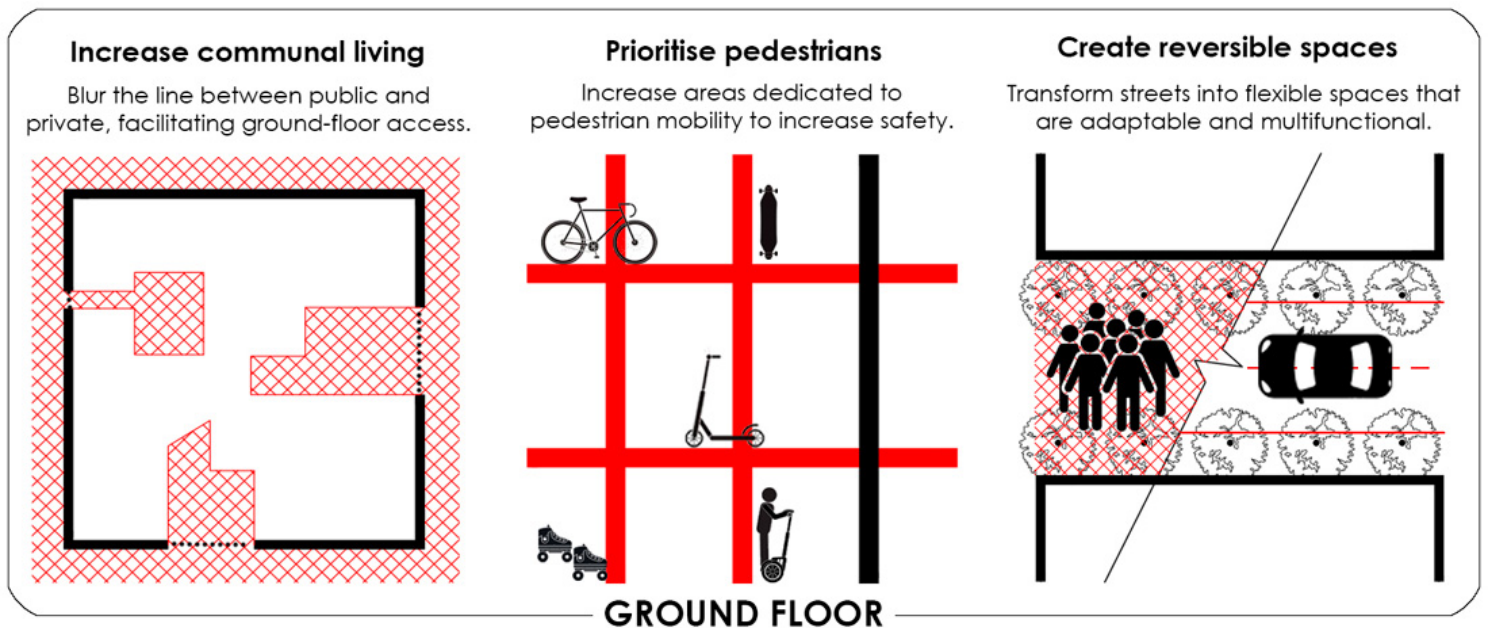 Increase communal living
Blur the line between public and
private, facilitating ground-floor access.
Prioritise pedestrians
Increase areas dedicated to
pedestrian mobility to increase safety.
Create reversible spaces
Transform streets into flexible spaces that
are adaptable and multifunctional.
GROUND FLOOR